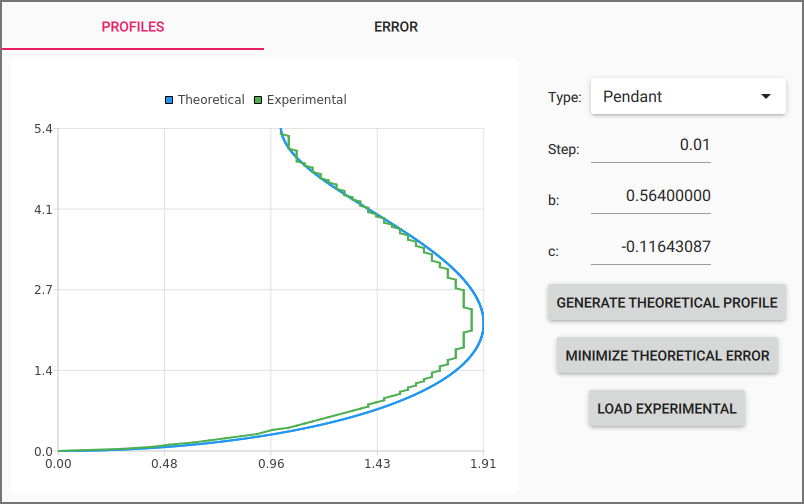 PROFILES ERROR
Theoretical Experimental
5.4
4.1
2.7
1.4
0.0
0.00 0.48 0.96 1.43 1.91
Type: Pendant
Step: 0.01
b: 0.56400000
c: -0.11643087
GENERATE THEORETICAL PROFILE
MINIMIZE THEORETICAL ERROR
LOAD EXPERIMENTAL